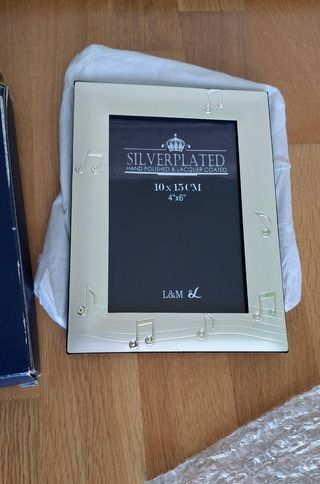 SILVERPLATED
HAND POLISHED & LACQUER COATED
10 x 15 CM
4"x6"
L&M